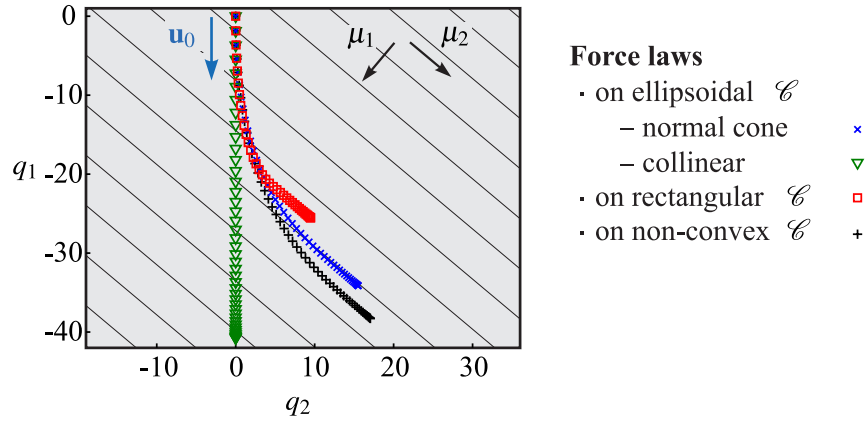 0
u₀
μ₁
μ₂
-10
q₁
-20
-30
-40
-10
0
10
20
30
q₂
Force laws
· on ellipsoidal 𝒞
– normal cone
– collinear
· on rectangular 𝒞
· on non-convex 𝒞